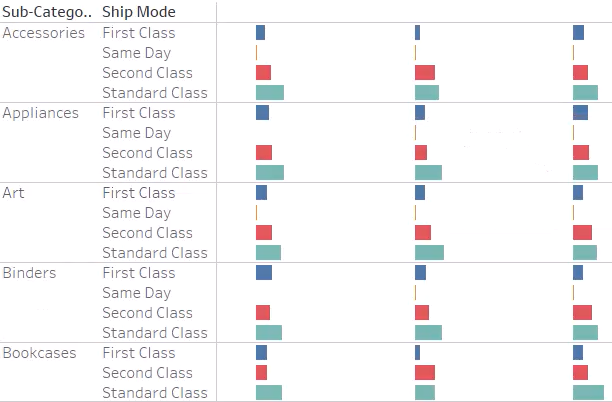 Sub-Catego.. Ship Mode
Accessories First Class
Same Day
Second Class
Standard Class
Appliances First Class
Same Day
Second Class
Standard Class
Art First Class
Same Day
Second Class
Standard Class
Binders First Class
Same Day
Second Class
Standard Class
Bookcases First Class
Second Class
Standard Class